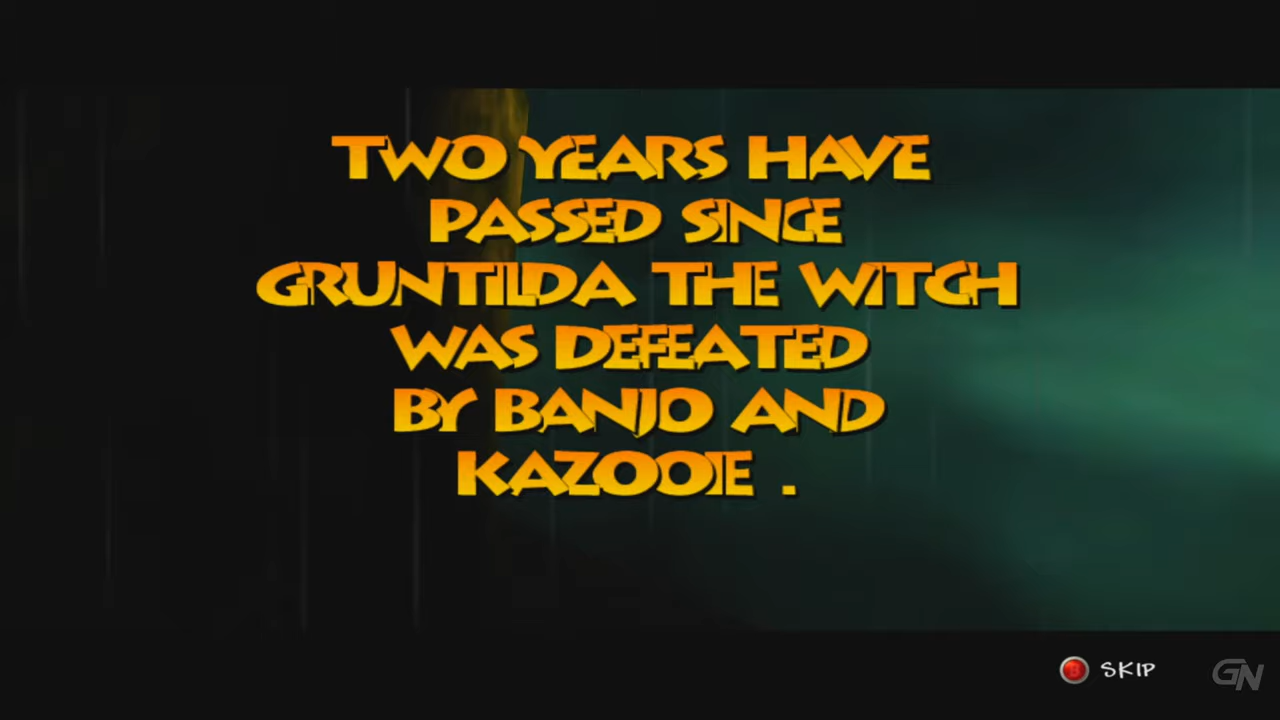 TWO YEARS HAVE
PASSED SINCE
GRUNTILDA THE WITCH
WAS DEFEATED
BY BANJO AND
KAZOOIE .
B SKIP
GN